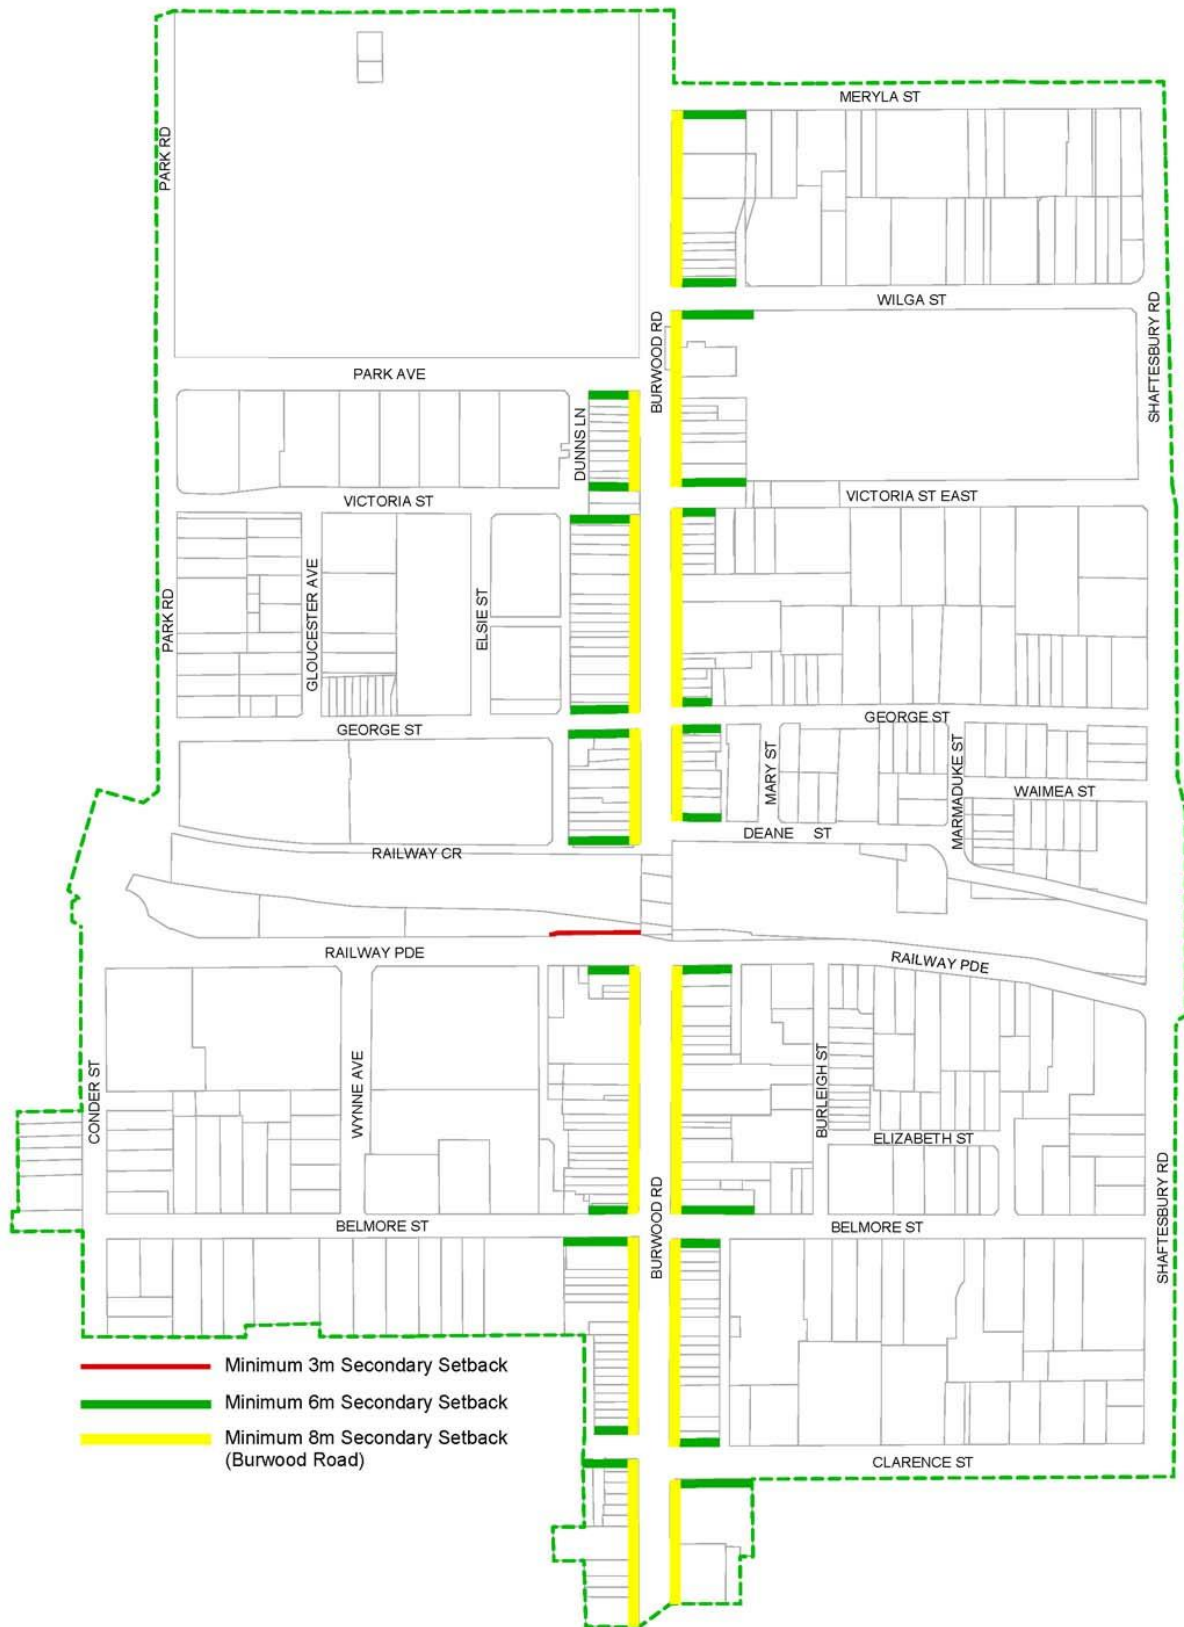 MERYLA ST
PARK RD
WILGA ST
SHAFTESBURY RD
BURWOOD RD
PARK AVE
DUNNS LN
VICTORIA ST
VICTORIA ST EAST
PARK RD
GLOUCESTER AVE
ELSIE ST
GEORGE ST
GEORGE ST
MARY ST
MARMADUKE ST
WAIMEA ST
DEANE ST
RAILWAY CR
RAILWAY PDE
RAILWAY PDE
CONDER ST
WYNNE AVE
BURLEIGH ST
ELIZABETH ST
BURWOOD RD
SHAFTESBURY RD
BELMORE ST
BELMORE ST
Minimum 3m Secondary Setback
Minimum 6m Secondary Setback
Minimum 8m Secondary Setback
(Burwood Road)
CLARENCE ST